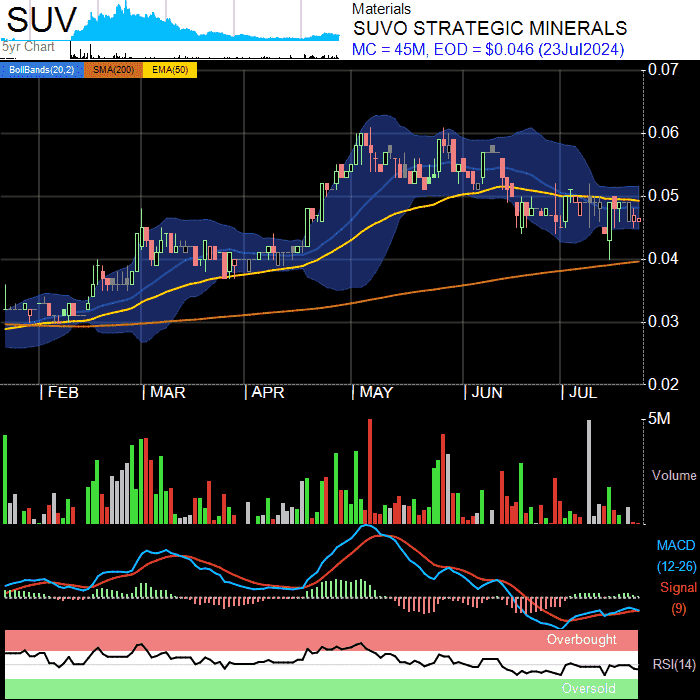 SUV
5yr Chart
Materials
SUVO STRATEGIC MINERALS
MC = 45M, EOD = $0.046 (23Jul2024)
BollBands(20,2) SMA(200) EMA(50)
0.07
0.06
0.05
0.04
0.03
0.02
FEB MAR APR MAY JUN JUL
5M
Volume
MACD
(12-26)
Signal
(9)
Overbought
RSI(14)
Oversold